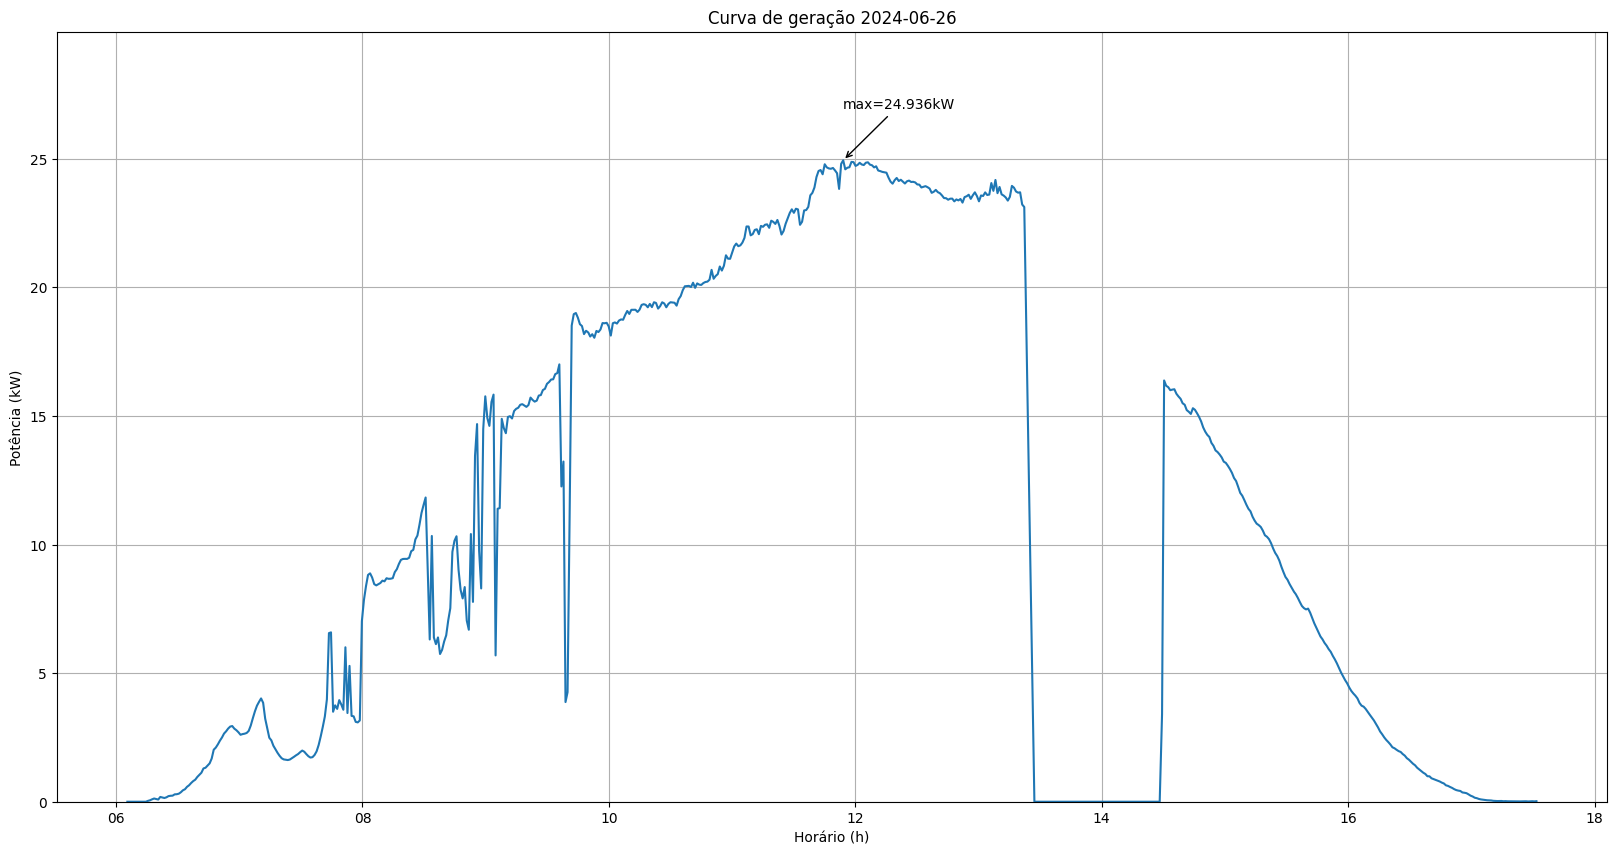 Curva de geração 2024-06-26
max=24.936kW
Potência (kW)
25
20
15
10
5
0
06 08 10 12 14 16 18
Horário (h)